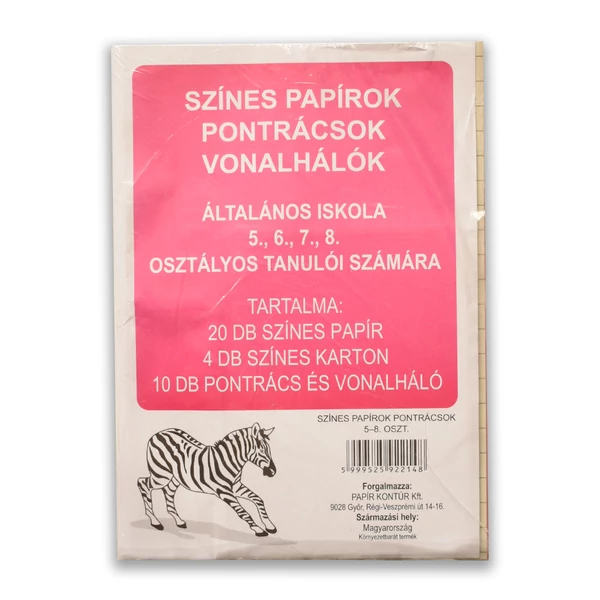 SZÍNES PAPÍROK
PONTRÁCSOK
VONALHÁLÓK
ÁLTALÁNOS ISKOLA
5., 6., 7., 8.
OSZTÁLYOS TANULÓI SZÁMÁRA
TARTALMA:
20 DB SZÍNES PAPÍR
4 DB SZÍNES KARTON
10 DB PONTRÁCS ÉS VONALHÁLÓ
SZÍNES PAPÍROK PONTRÁCSOK
5–8. OSZT.
5 999525 922148
Forgalmazza:
PAPÍR KONTÚR Kft.
9028 Győr, Régi-Veszprémi út 14-16.
Származási hely:
Magyarország
Környezetbarát termék